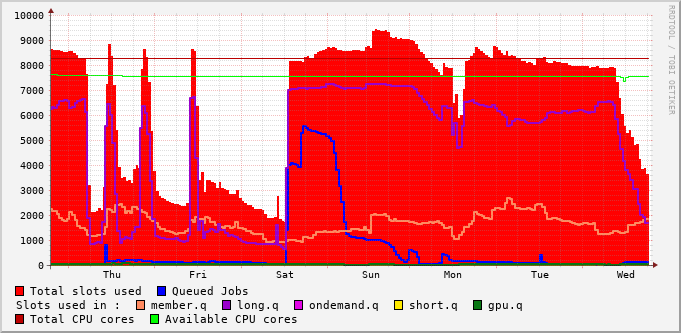 10000
9000
8000
7000
6000
5000
4000
3000
2000
1000
0
Thu Fri Sat Sun Mon Tue Wed
RRDTOOL / TOBI OETIKER
Total slots used Queued Jobs
Slots used in : member.q long.q ondemand.q short.q gpu.q
Total CPU cores Available CPU cores